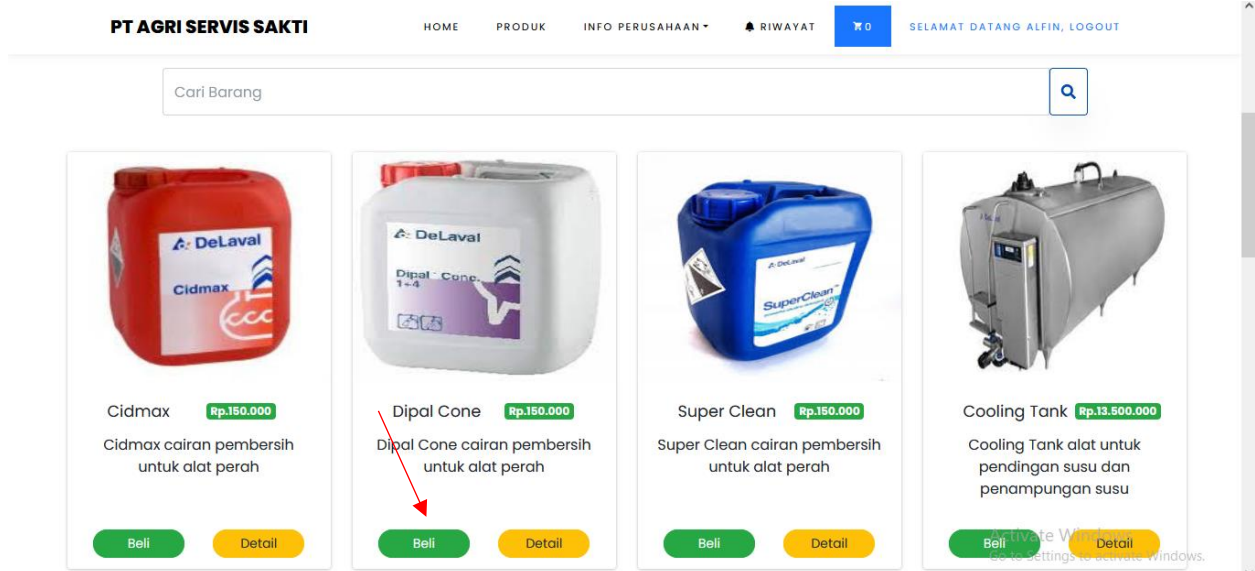 PT AGRI SERVIS SAKTI
HOME PRODUK INFO PERUSAHAAN RIWAYAT 0 SELAMAT DATANG ALFIN, LOGOUT
Cari Barang
DeLaval
Cidmax
DeLaval
Dipal Conc.
1+4
DeLaval
SuperClean™
Cidmax Rp.150.000
Cidmax cairan pembersih
untuk alat perah
Beli Detail
Dipal Cone Rp.150.000
Dipal Cone cairan pembersih
untuk alat perah
Beli Detail
Super Clean Rp.150.000
Super Clean cairan pembersih
untuk alat perah
Beli Detail
Cooling Tank Rp.13.500.000
Cooling Tank alat untuk
pendingan susu dan
penampungan susu
Beli Detail
Activate Windows
Go to Settings to activate Windows.